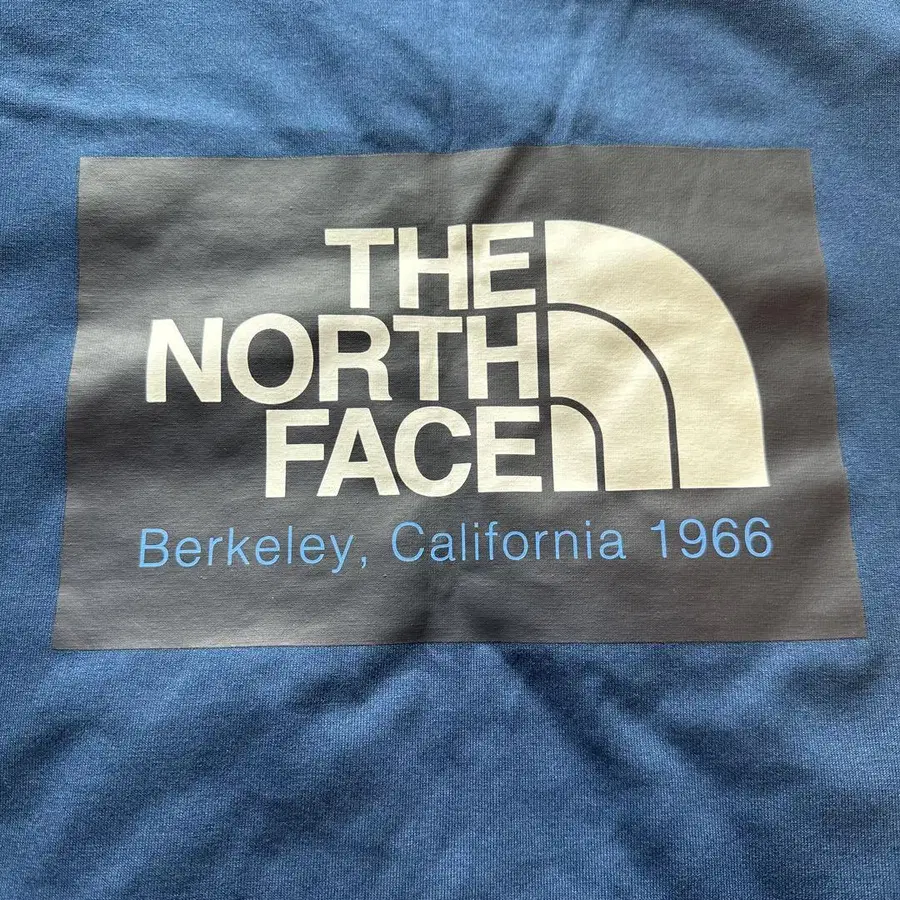 THE
NORTH
FACE
Berkeley, California 1966